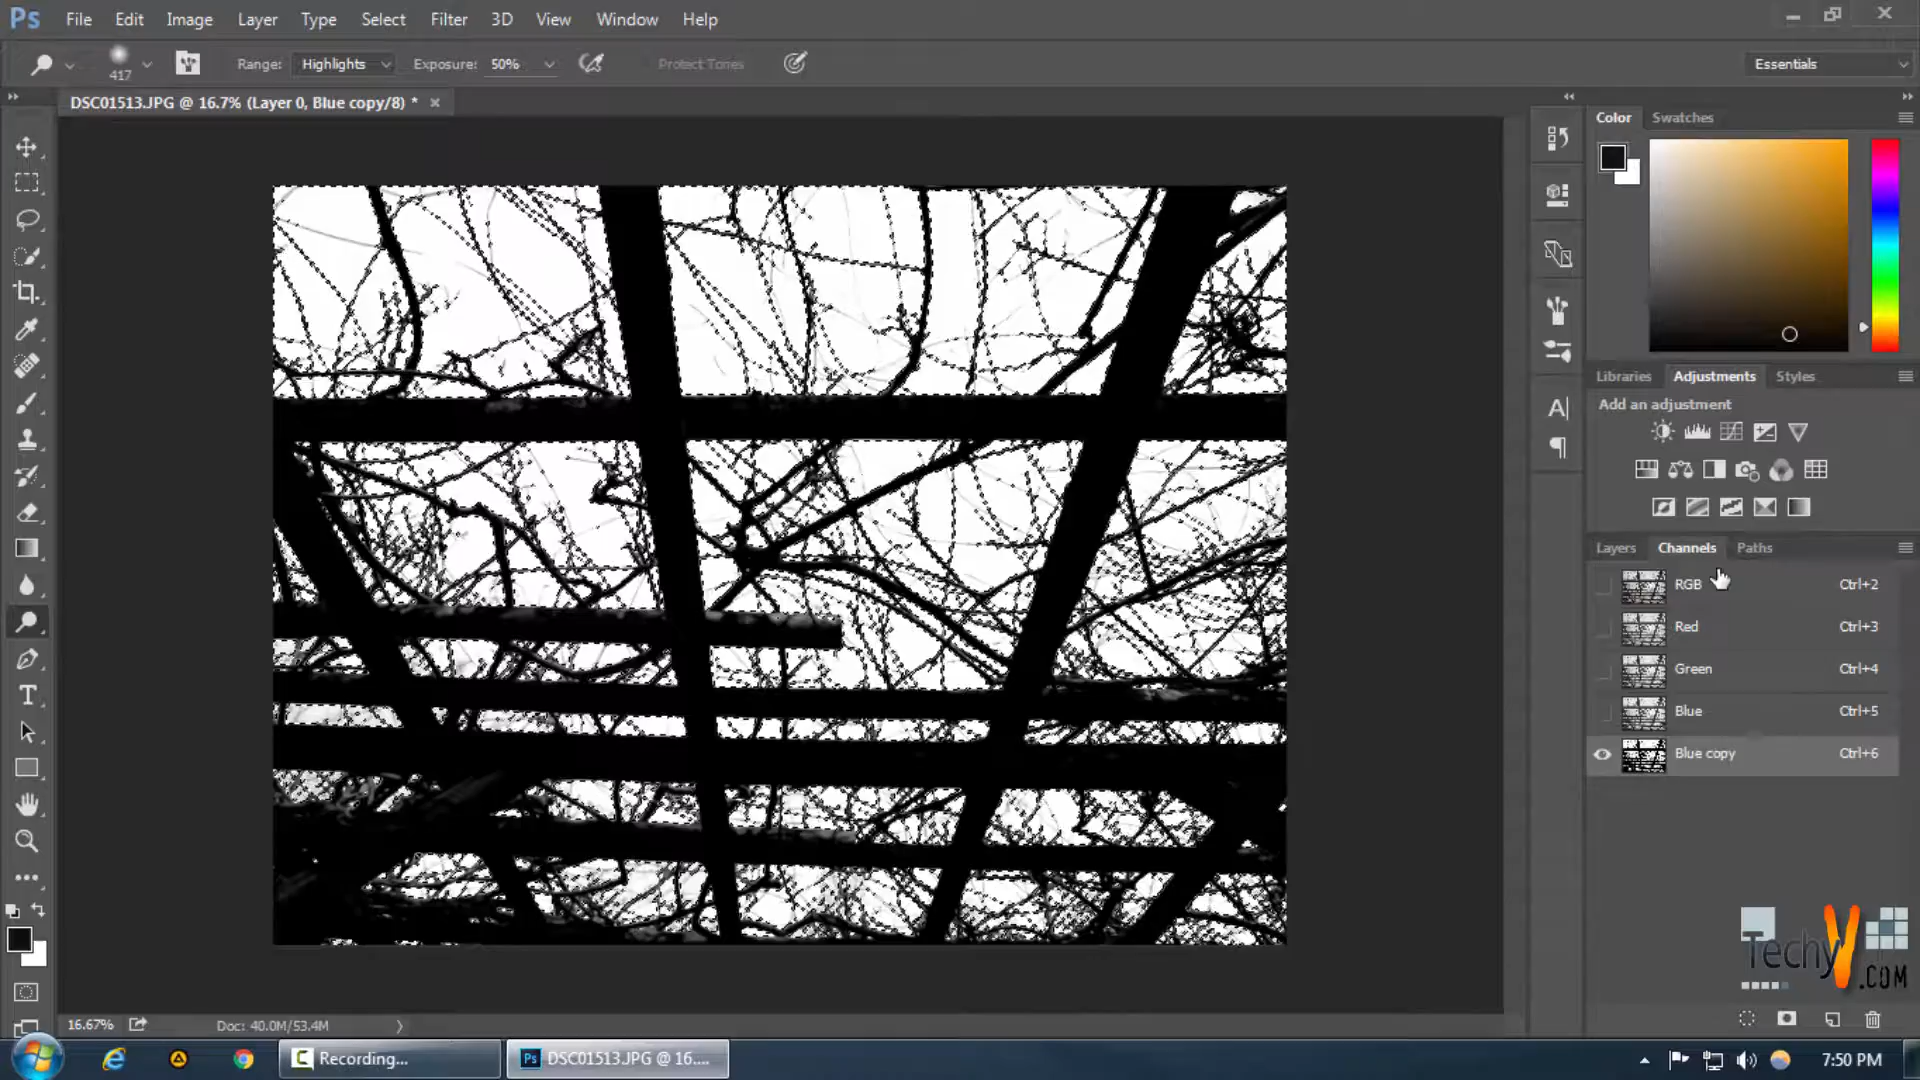 Ps File Edit Image Layer Type Select Filter 3D View Window Help
417 Range: Highlights Exposure: 50% Protect Tones Essentials
DSC01513.JPG @ 16.7% (Layer 0, Blue copy/8) *
Color Swatches
Libraries Adjustments Styles
Add an adjustment
Layers Channels Paths
RGB Ctrl+2
Red Ctrl+3
Green Ctrl+4
Blue Ctrl+5
Blue copy Ctrl+6
TechyV.COM
16.67% Doc: 40.0M/53.4M
Recording... Ps DSC01513.JPG @ 16.... 7:50 PM